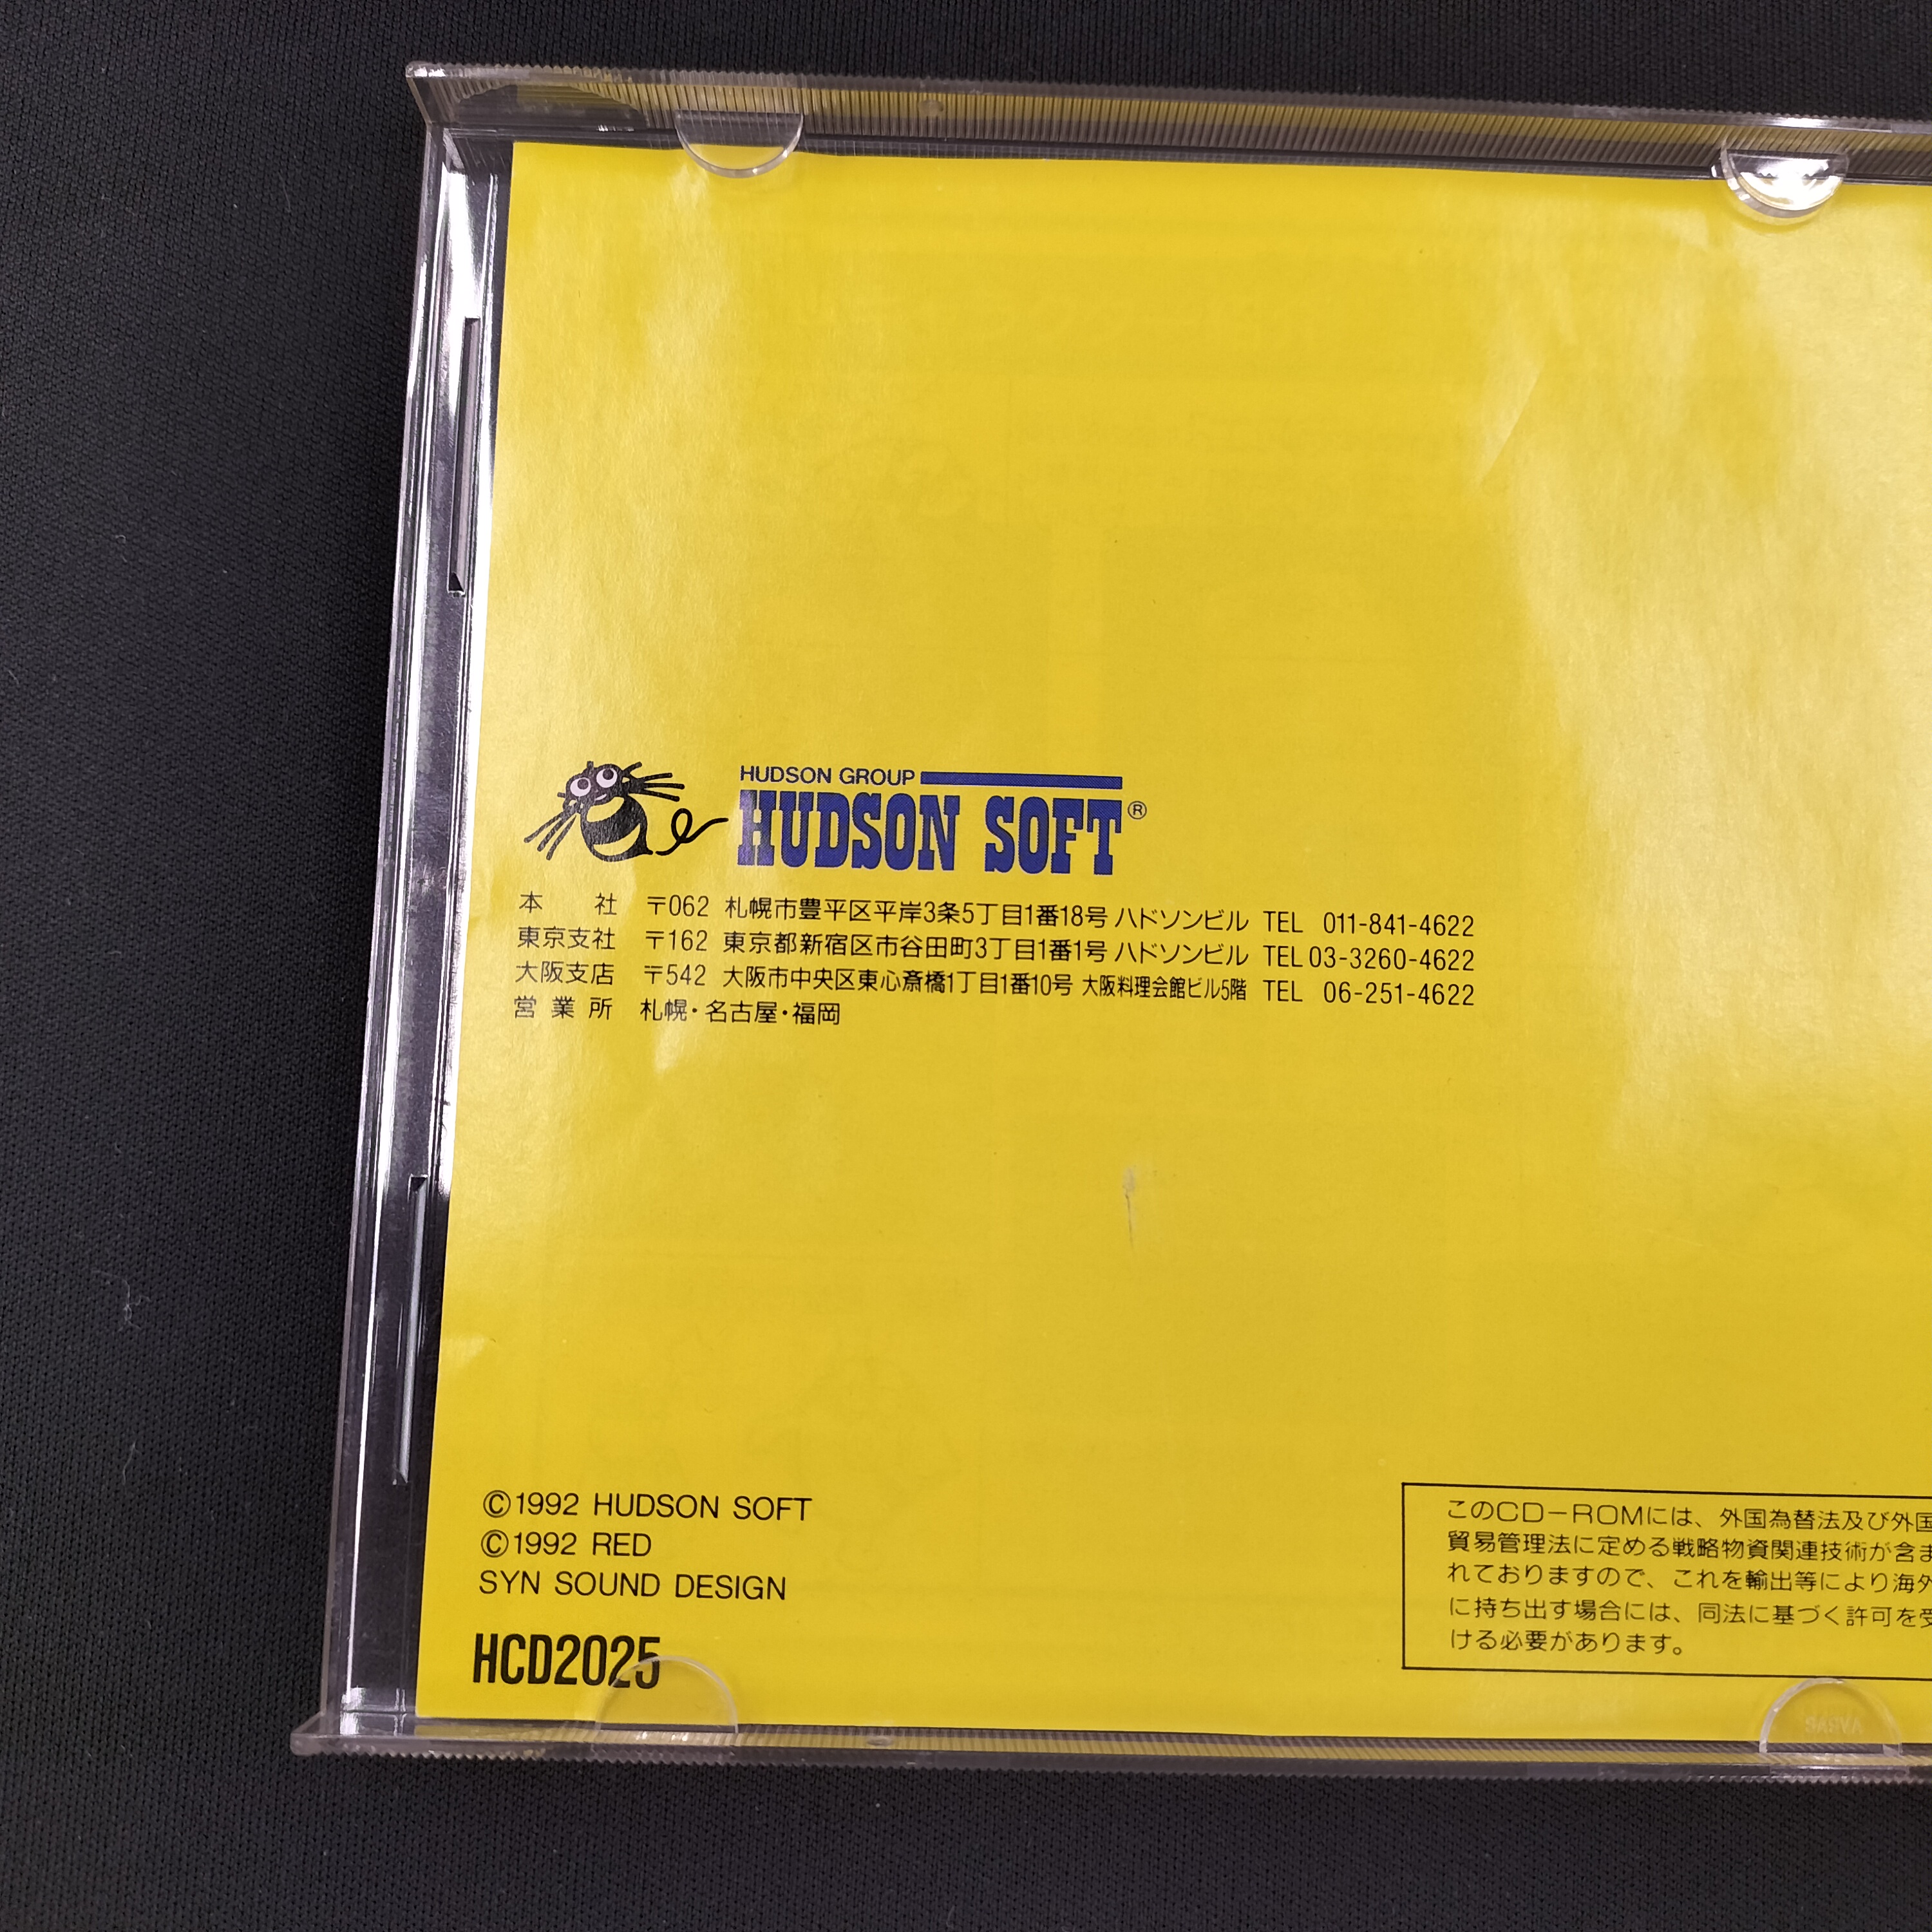 HUDSON GROUP
HUDSON SOFT®
本　社 〒062 札幌市豊平区平岸3条5丁目1番18号 ハドソンビル TEL 011-841-4622
東京支社 〒162 東京都新宿区市谷田町3丁目1番1号 ハドソンビル TEL 03-3260-4622
大阪支店 〒542 大阪市中央区東心斎橋1丁目1番10号 大阪料理会館ビル5階 TEL 06-251-4622
営業所 札幌・名古屋・福岡
©1992 HUDSON SOFT
©1992 RED
SYN SOUND DESIGN
HCD2025
このCD-ROMには、外国為替法及び外国
貿易管理法に定める戦略物資関連技術が含ま
れておりますので、これを輸出等により海外
に持ち出す場合には、同法に基づく許可を受
ける必要があります。